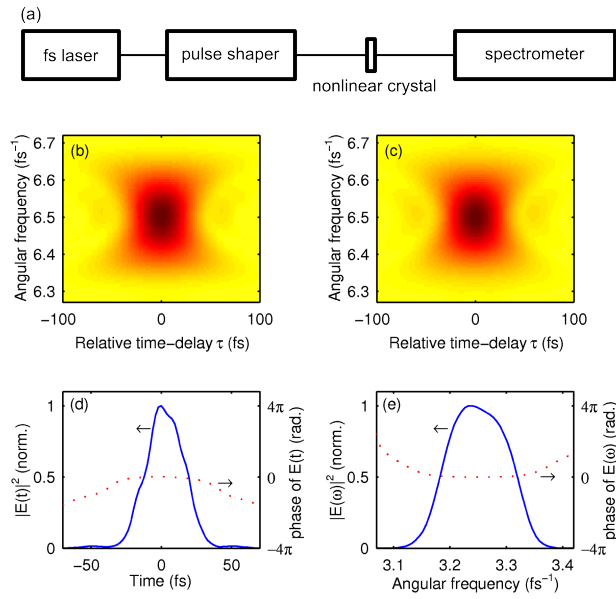 (a)
fs laser
pulse shaper
spectrometer
nonlinear crystal
(b)
Angular frequency (fs⁻¹)
6.7
6.6
6.5
6.4
6.3
−100
0
100
Relative time−delay τ (fs)
(c)
Angular frequency (fs⁻¹)
6.7
6.6
6.5
6.4
6.3
−100
0
100
Relative time−delay τ (fs)
(d)
|E(t)|² (norm.)
1
0.5
0
−50
0
50
Time (fs)
4π
0
−4π
phase of E(t) (rad.)
←
→
(e)
|E(ω)|² (norm.)
1
0.5
0
3.1
3.2
3.3
3.4
Angular frequency (fs⁻¹)
4π
0
−4π
phase of E(ω) (rad.)
←
→